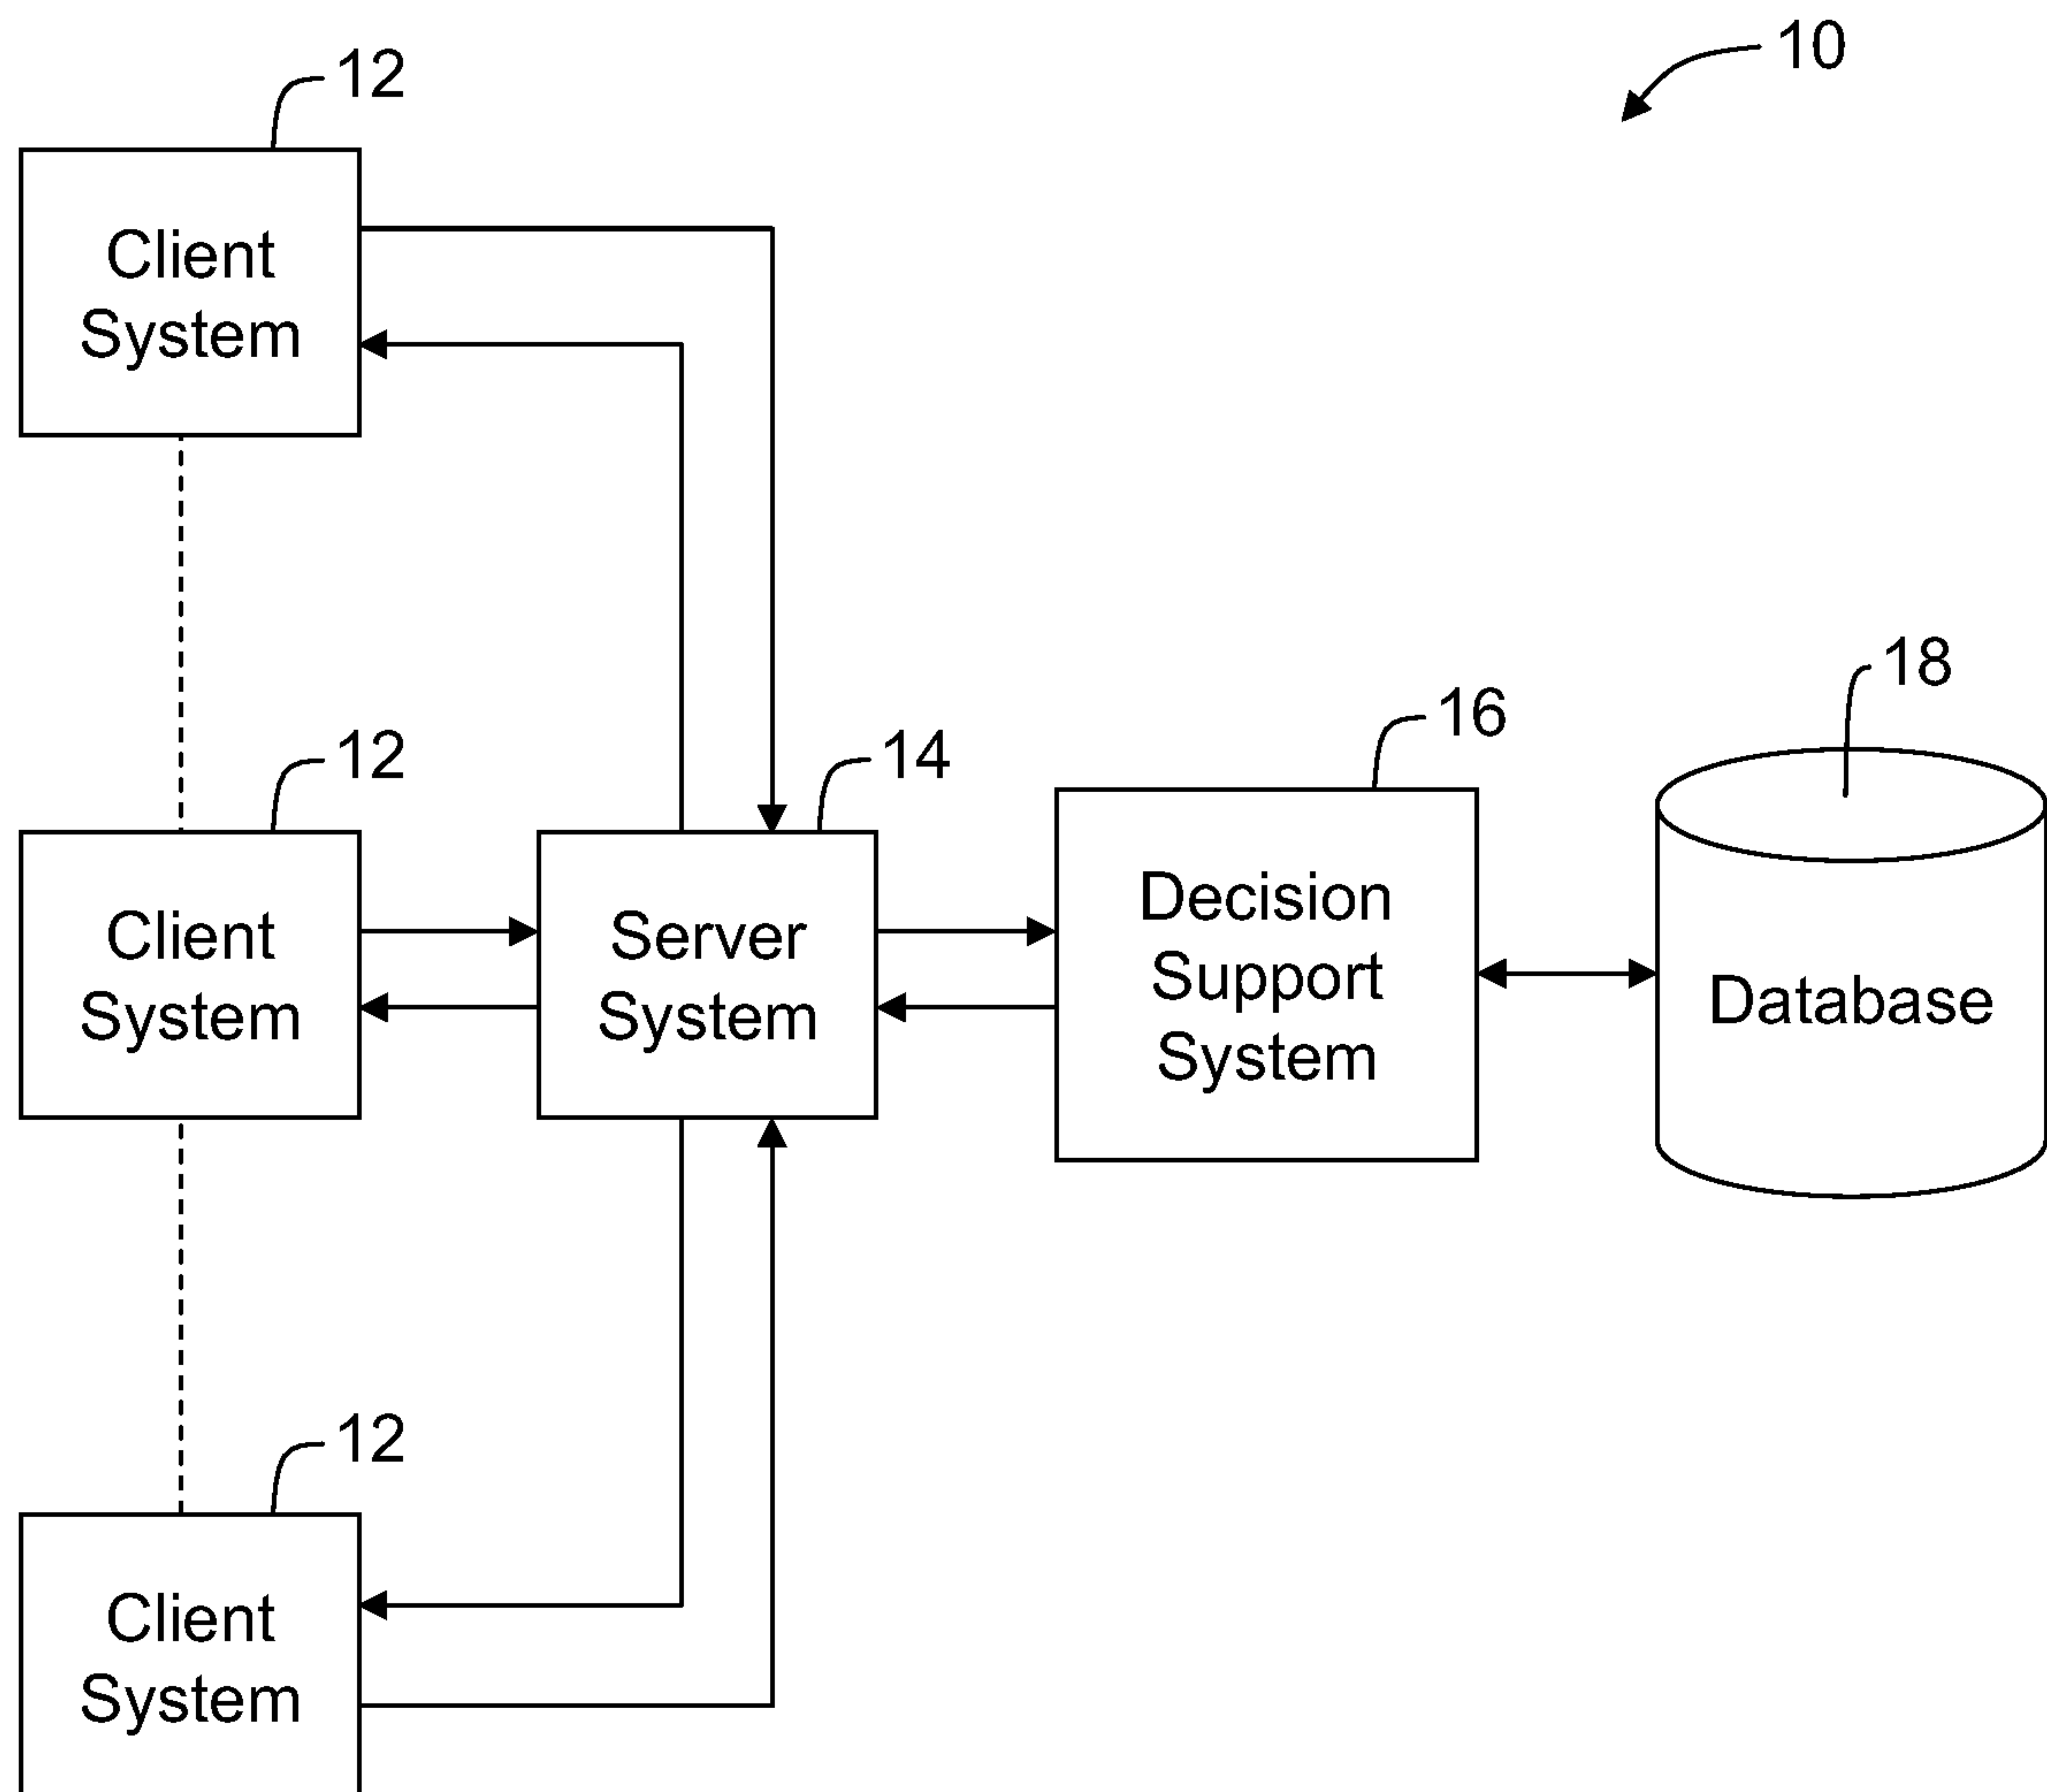 10
12
Client
System
12
Client
System
14
Server
System
16
Decision
Support
System
18
Database
12
Client
System